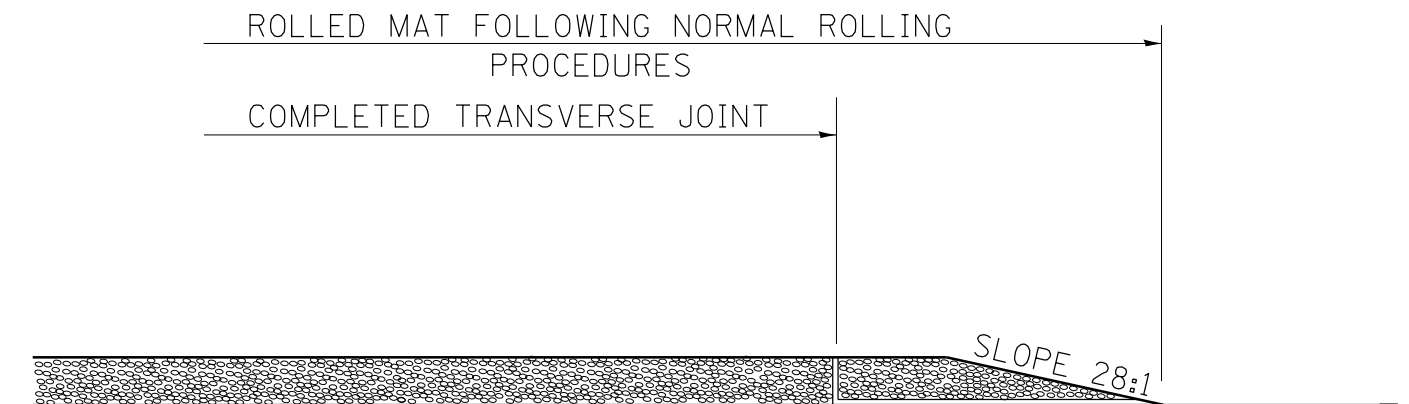 ROLLED MAT FOLLOWING NORMAL ROLLING
PROCEDURES
COMPLETED TRANSVERSE JOINT
SLOPE 28:1